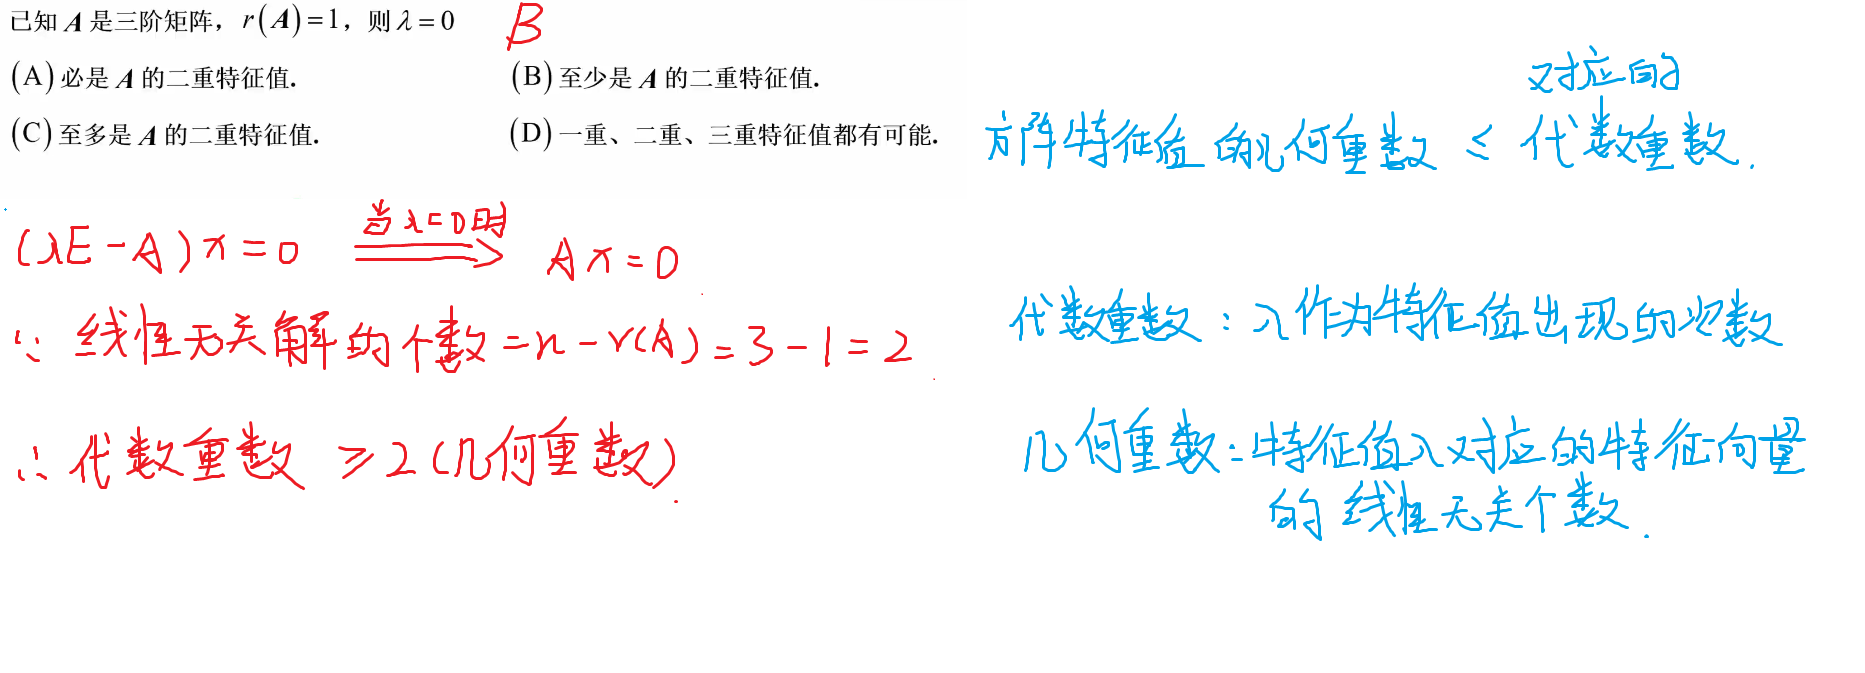 已知 A 是三阶矩阵，r(A)=1，则 λ=0
B
(A) 必是 A 的二重特征值.
(B) 至少是 A 的二重特征值.
(C) 至多是 A 的二重特征值.
(D) 一重、二重、三重特征值都有可能.
(λE-A)x=0 当λ=0时 Ax=0
∵ 线性无关解的个数=n-r(A)=3-1=2
∴ 代数重数 ≥2(几何重数)
对应的
方阵特征值的几何重数 ≤ 代数重数.
代数重数：λ作为特征值出现的次数
几何重数：特征值λ对应的特征向量
的线性无关个数.